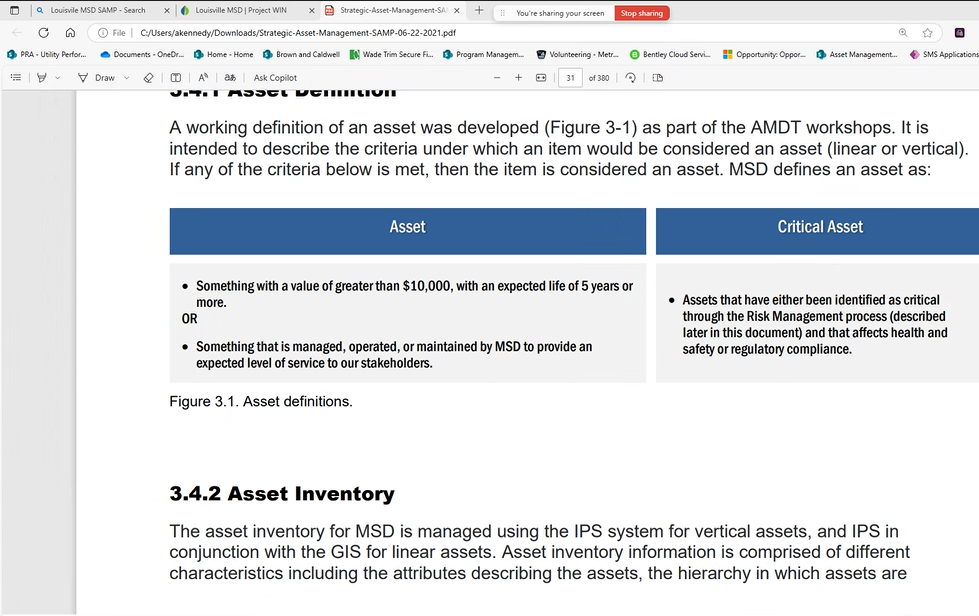 Louisvile MSD SAMP - Search
Louisville MSD | Project WIN
Strategic-Asset-Management-SAM
You're sharing your screen
Stop sharing
File
C:/Users/akennedy/Downloads/Strategic-Asset-Management-SAMP-06-22-2021.pdf
PRA - Utility Perfor...
Documents - OneDr...
Home - Home
Brown and Caldwell
Wade Trim Secure Fi...
Program Managem...
Volunteering - Metr...
Bentley Cloud Servi...
Opportunity: Oppor...
Asset Management...
SMS Applications
Draw
Ask Copilot
31
of 380
3.4.1 Asset Definition
A working definition of an asset was developed (Figure 3-1) as part of the AMDT workshops. It is
intended to describe the criteria under which an item would be considered an asset (linear or vertical).
If any of the criteria below is met, then the item is considered an asset. MSD defines an asset as:
Asset
• Something with a value of greater than $10,000, with an expected life of 5 years or
more.
OR
• Something that is managed, operated, or maintained by MSD to provide an
expected level of service to our stakeholders.
Critical Asset
• Assets that have either been identified as critical
through the Risk Management process (described
later in this document) and that affects health and
safety or regulatory compliance.
Figure 3.1. Asset definitions.
3.4.2 Asset Inventory
The asset inventory for MSD is managed using the IPS system for vertical assets, and IPS in
conjunction with the GIS for linear assets. Asset inventory information is comprised of different
characteristics including the attributes describing the assets, the hierarchy in which assets are